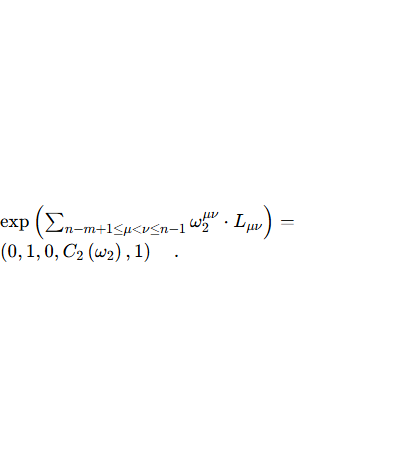 exp (∑_{n−m+1≤μ<ν≤n−1} ω_2^{μν} · L_{μν}) =
(0, 1, 0, C_2 (ω_2) , 1) .